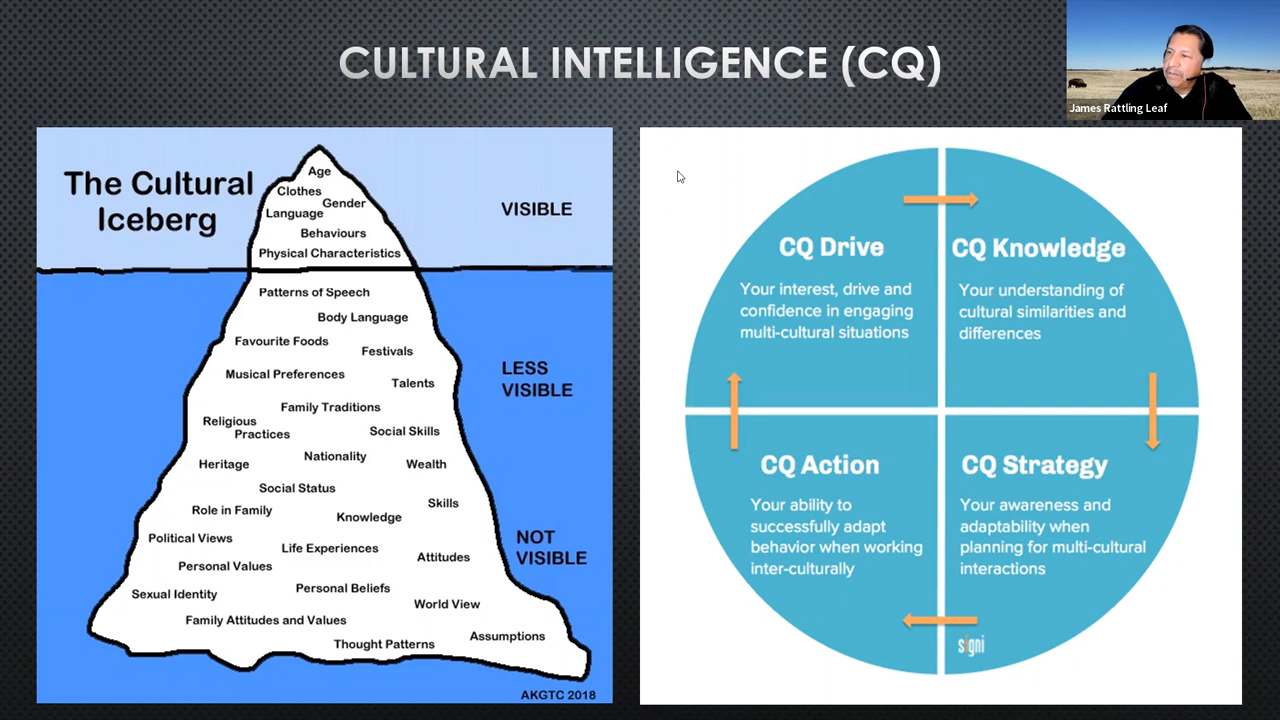 CULTURAL INTELLIGENCE (CQ)
James Rattling Leaf
The Cultural
Iceberg
Age
Clothes
Gender
Language
Behaviours
Physical Characteristics
VISIBLE
Patterns of Speech
Body Language
Favourite Foods
Festivals
Musical Preferences
Talents
LESS
VISIBLE
Family Traditions
Religious
Practices
Social Skills
Nationality
Heritage
Wealth
Social Status
Skills
Role in Family
Knowledge
Political Views
Life Experiences
Attitudes
NOT
VISIBLE
Personal Values
Personal Beliefs
Sexual Identity
World View
Family Attitudes and Values
Assumptions
Thought Patterns
AKGTC 2018
CQ Drive
Your interest, drive and
confidence in engaging
multi-cultural situations
CQ Knowledge
Your understanding of
cultural similarities and
differences
CQ Action
Your ability to
successfully adapt
behavior when working
inter-culturally
CQ Strategy
Your awareness and
adaptability when
planning for multi-cultural
interactions
signi